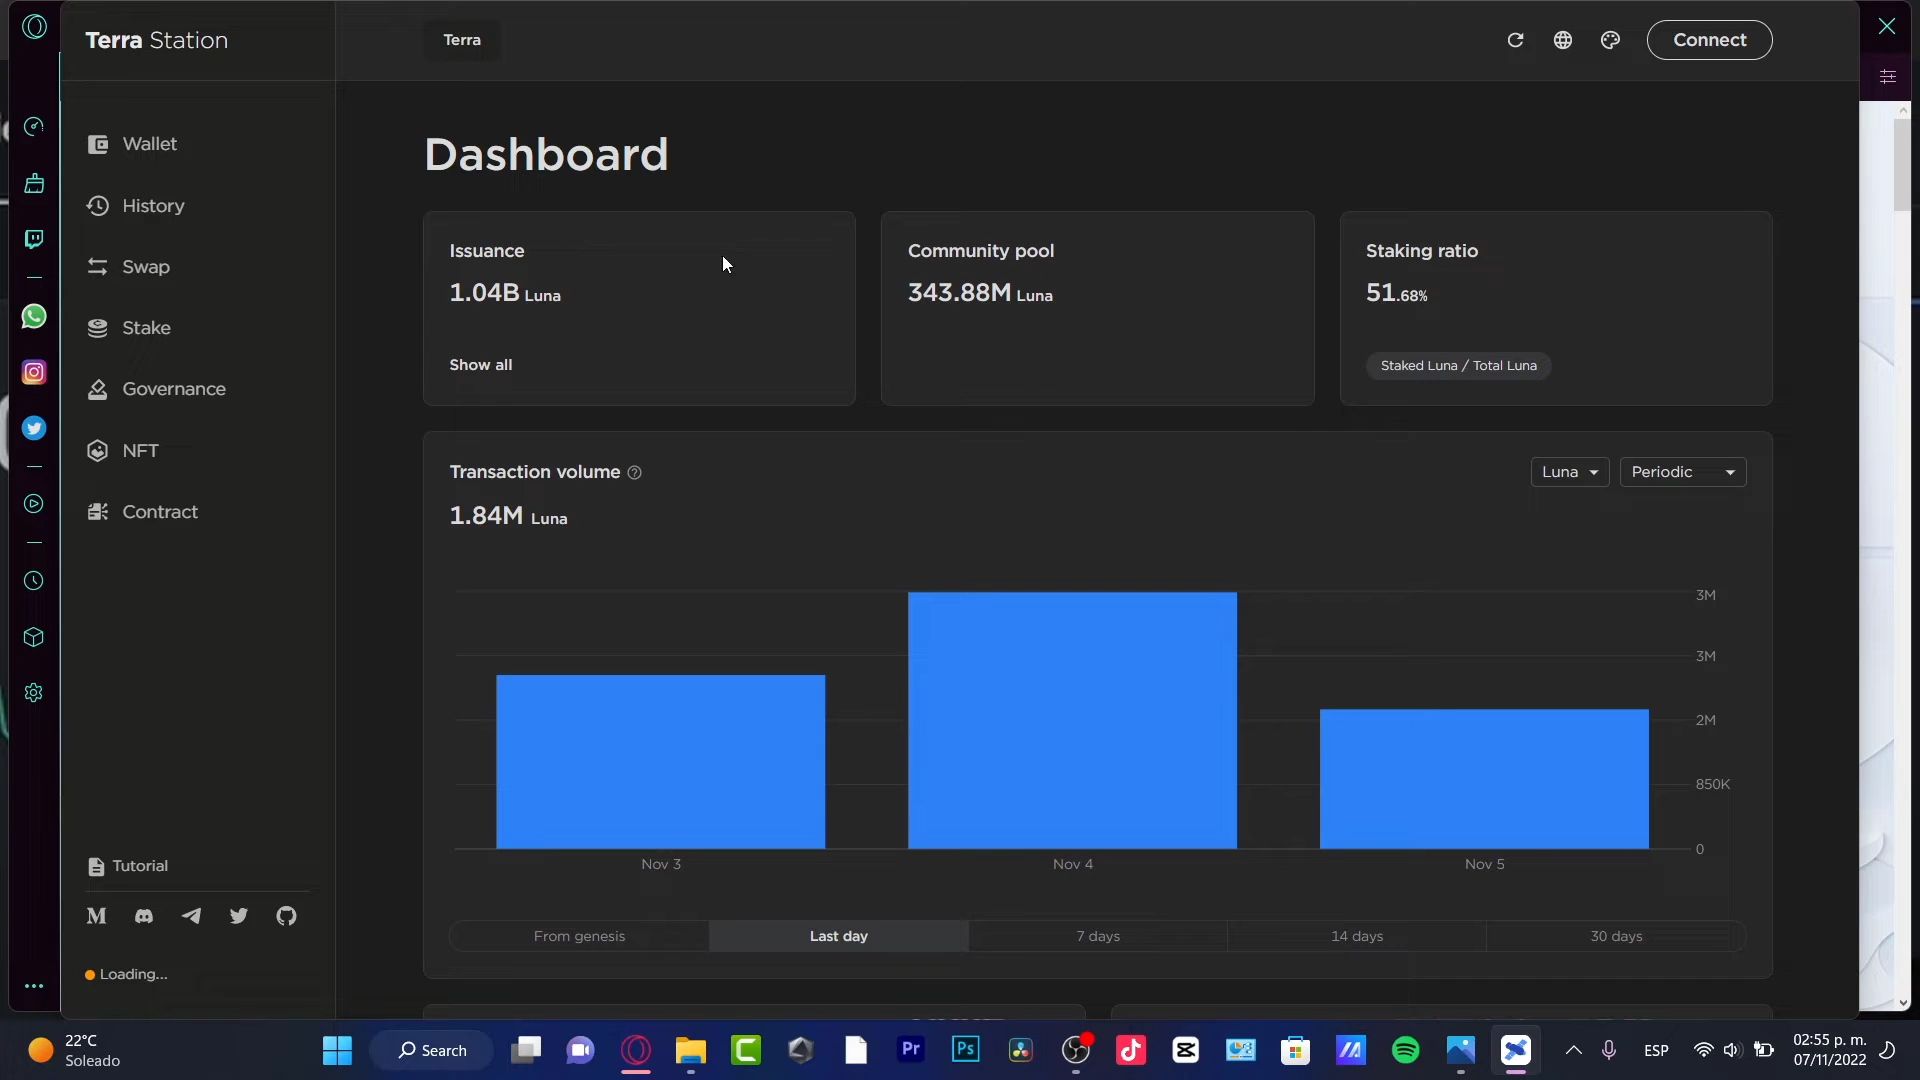 Terra Station
Terra
Connect
Wallet
History
Swap
Stake
Governance
NFT
Contract
Tutorial
Loading...
Dashboard
Issuance
1.04B Luna
Show all
Community pool
343.88M Luna
Staking ratio
51.68%
Staked Luna / Total Luna
Transaction volume
1.84M Luna
Luna
Periodic
3M
3M
2M
850K
0
Nov 3
Nov 4
Nov 5
From genesis
Last day
7 days
14 days
30 days
22°C
Soleado
Search
Pr
Ps
ESP
02:55 p. m.
07/11/2022